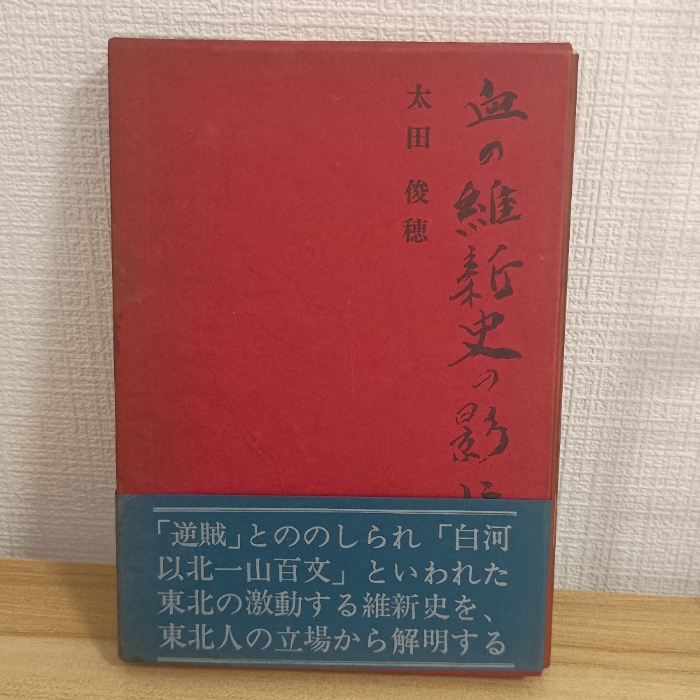 血の維新史の影
太田俊穂
「逆賊」とののしられ「白河
以北一山百文」といわれた
東北の激動する維新史を、
東北人の立場から解明する